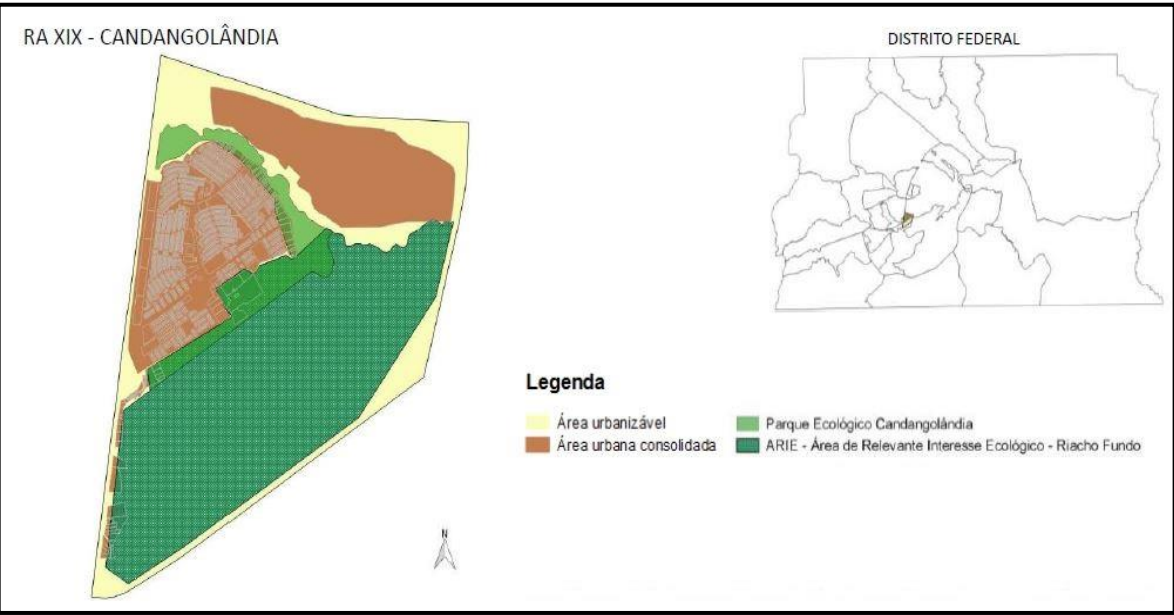 RA XIX - CANDANGOLÂNDIA
DISTRITO FEDERAL
Legenda
Área urbanizável
Área urbana consolidada
Parque Ecológico Candangolândia
ARIE - Área de Relevante Interesse Ecológico - Riacho Fundo
N